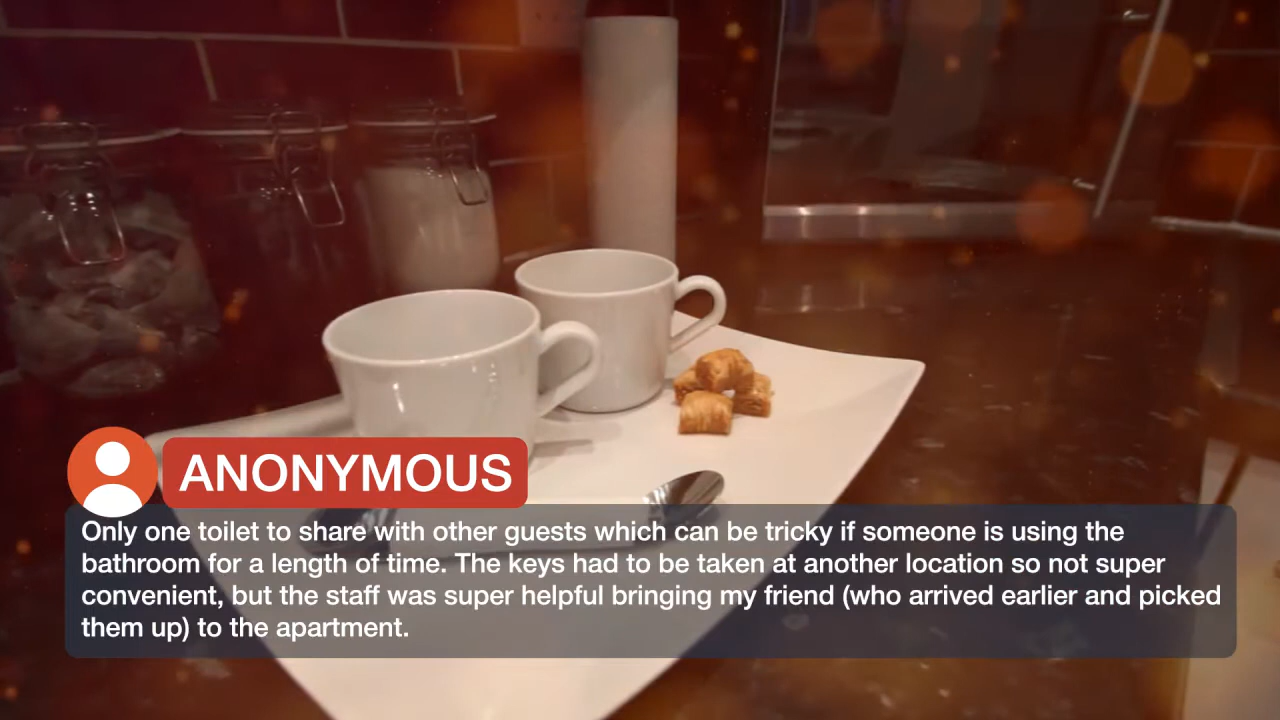 ANONYMOUS
Only one toilet to share with other guests which can be tricky if someone is using the
bathroom for a length of time. The keys had to be taken at another location so not super
convenient, but the staff was super helpful bringing my friend (who arrived earlier and picked
them up) to the apartment.